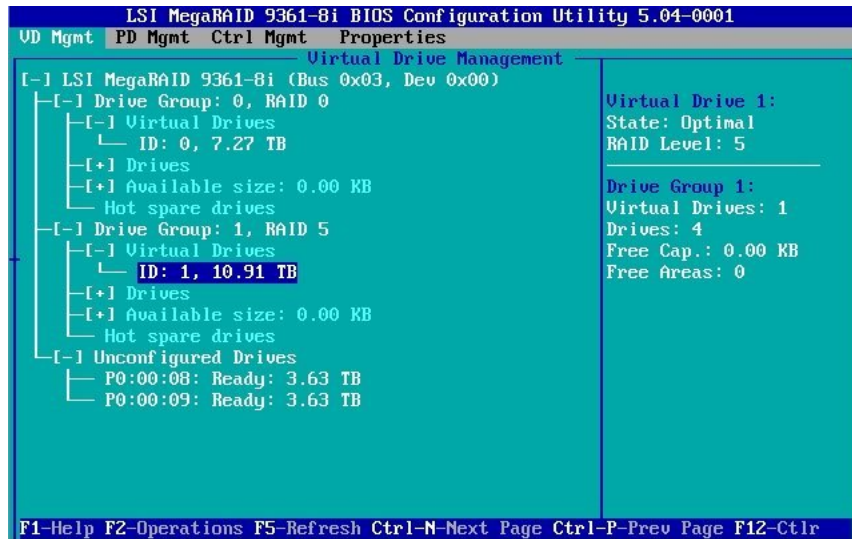 LSI MegaRAID 9361-8i BIOS Configuration Utility 5.04-0001
VD Mgmt PD Mgmt Ctrl Mgmt Properties
Virtual Drive Management
[-] LSI MegaRAID 9361-8i (Bus 0x03, Dev 0x00)
[-] Drive Group: 0, RAID 0
[-] Virtual Drives
ID: 0, 7.27 TB
[+] Drives
[+] Available size: 0.00 KB
Hot spare drives
[-] Drive Group: 1, RAID 5
[-] Virtual Drives
ID: 1, 10.91 TB
[+] Drives
[+] Available size: 0.00 KB
Hot spare drives
[-] Unconfigured Drives
P0:00:08: Ready: 3.63 TB
P0:00:09: Ready: 3.63 TB
Virtual Drive 1:
State: Optimal
RAID Level: 5
Drive Group 1:
Virtual Drives: 1
Drives: 4
Free Cap.: 0.00 KB
Free Areas: 0
F1-Help F2-Operations F5-Refresh Ctrl-N-Next Page Ctrl-P-Prev Page F12-Ctlr